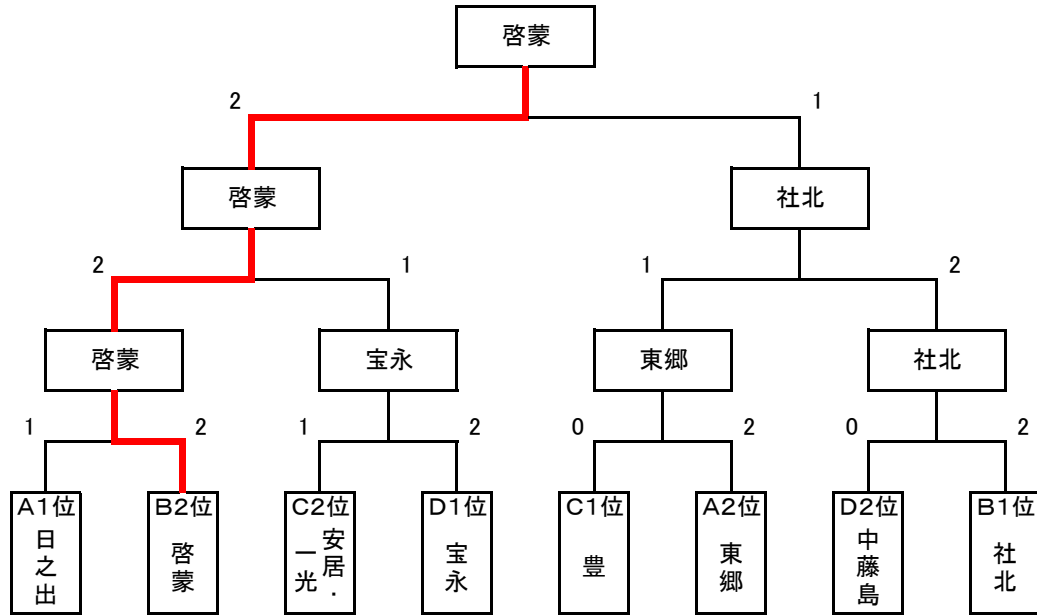 啓蒙
2
1
啓蒙
社北
2
1
1
2
啓蒙
宝永
東郷
社北
1
2
1
2
0
2
0
2
A1位
B2位
C2位
D1位
C1位
A2位
D2位
B1位
日之出
啓蒙
安居・
一光
宝永
豊
東郷
中藤島
社北